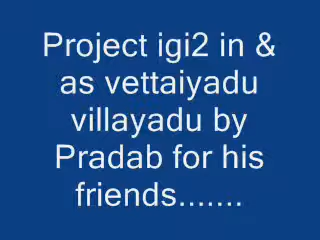 Project igi2 in &
as vettaiyadu
villayadu by
Pradab for his
friends.......